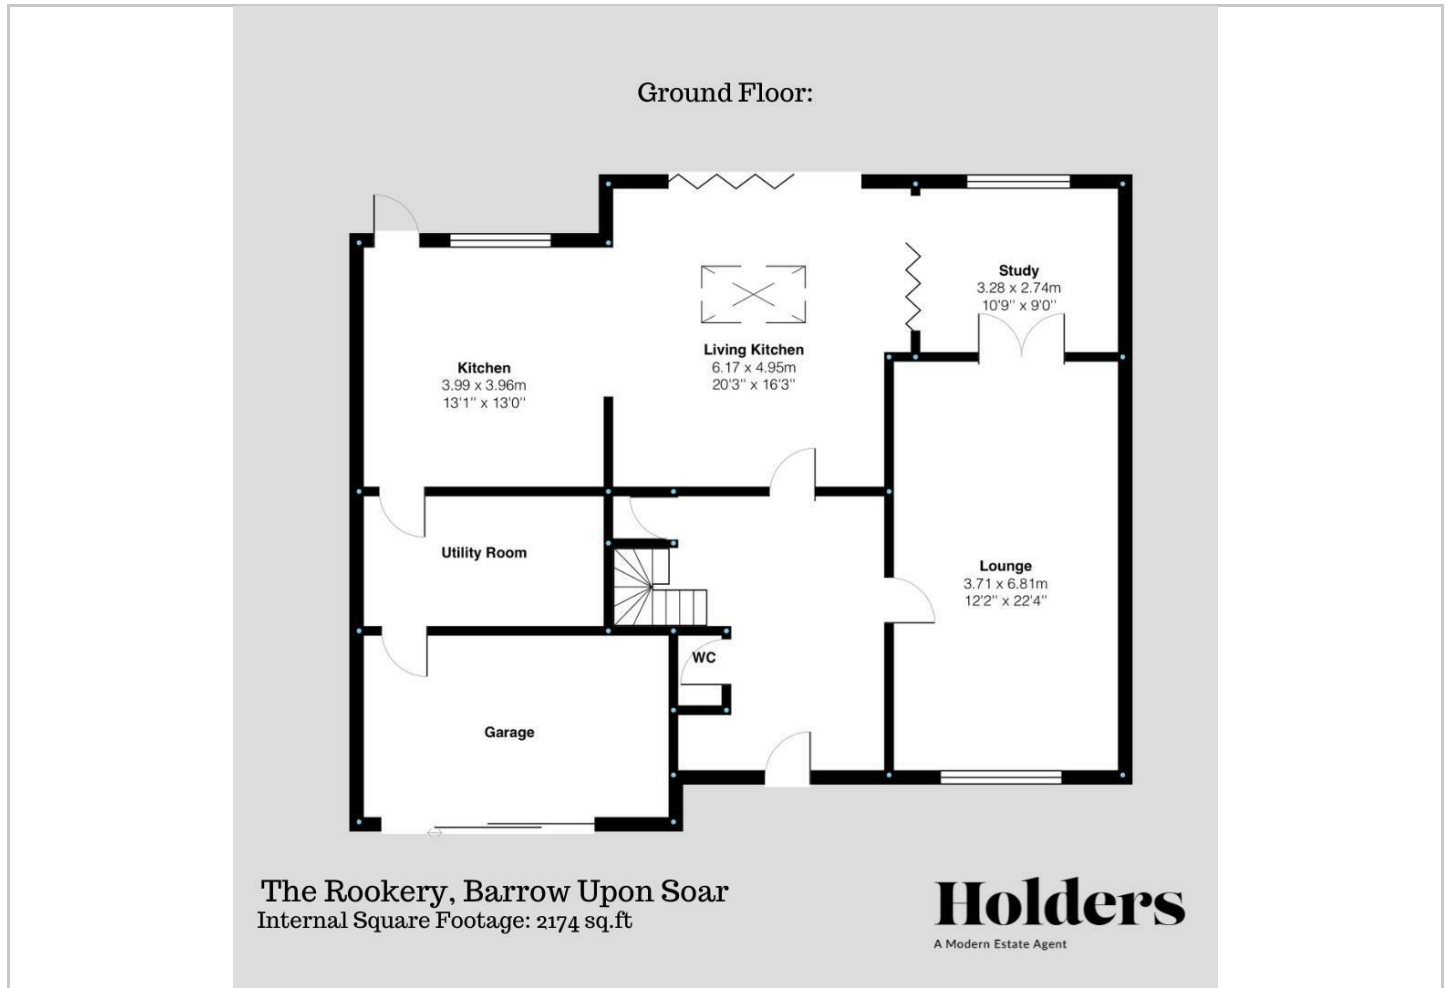 Ground Floor:
Study
3.28 x 2.74m
10'9'' x 9'0''
Living Kitchen
6.17 x 4.95m
20'3'' x 16'3''
Kitchen
3.99 x 3.96m
13'1'' x 13'0''
Utility Room
Lounge
3.71 x 6.81m
12'2'' x 22'4''
WC
Garage
The Rookery, Barrow Upon Soar
Internal Square Footage: 2174 sq.ft
Holders
A Modern Estate Agent